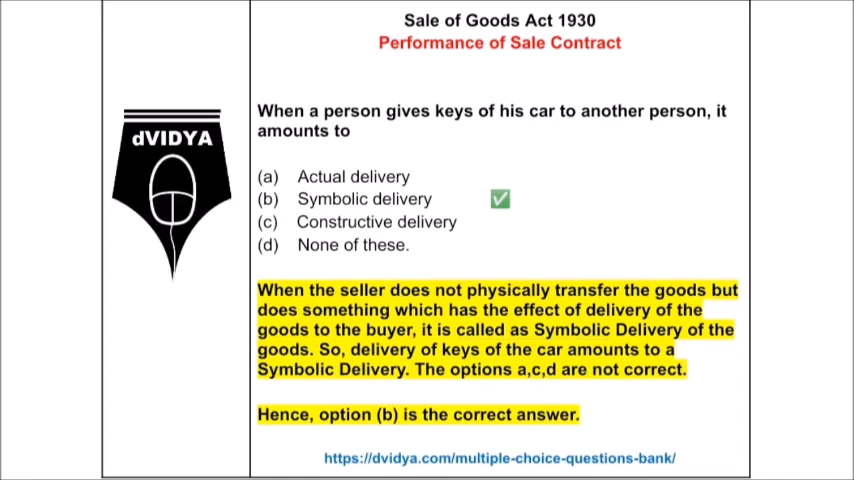 Sale of Goods Act 1930
Performance of Sale Contract
dVIDYA
When a person gives keys of his car to another person, it
amounts to
(a) Actual delivery
(b) Symbolic delivery ✅
(c) Constructive delivery
(d) None of these.
When the seller does not physically transfer the goods but
does something which has the effect of delivery of the
goods to the buyer, it is called as Symbolic Delivery of the
goods. So, delivery of keys of the car amounts to a
Symbolic Delivery. The options a,c,d are not correct.
Hence, option (b) is the correct answer.
https://dvidya.com/multiple-choice-questions-bank/